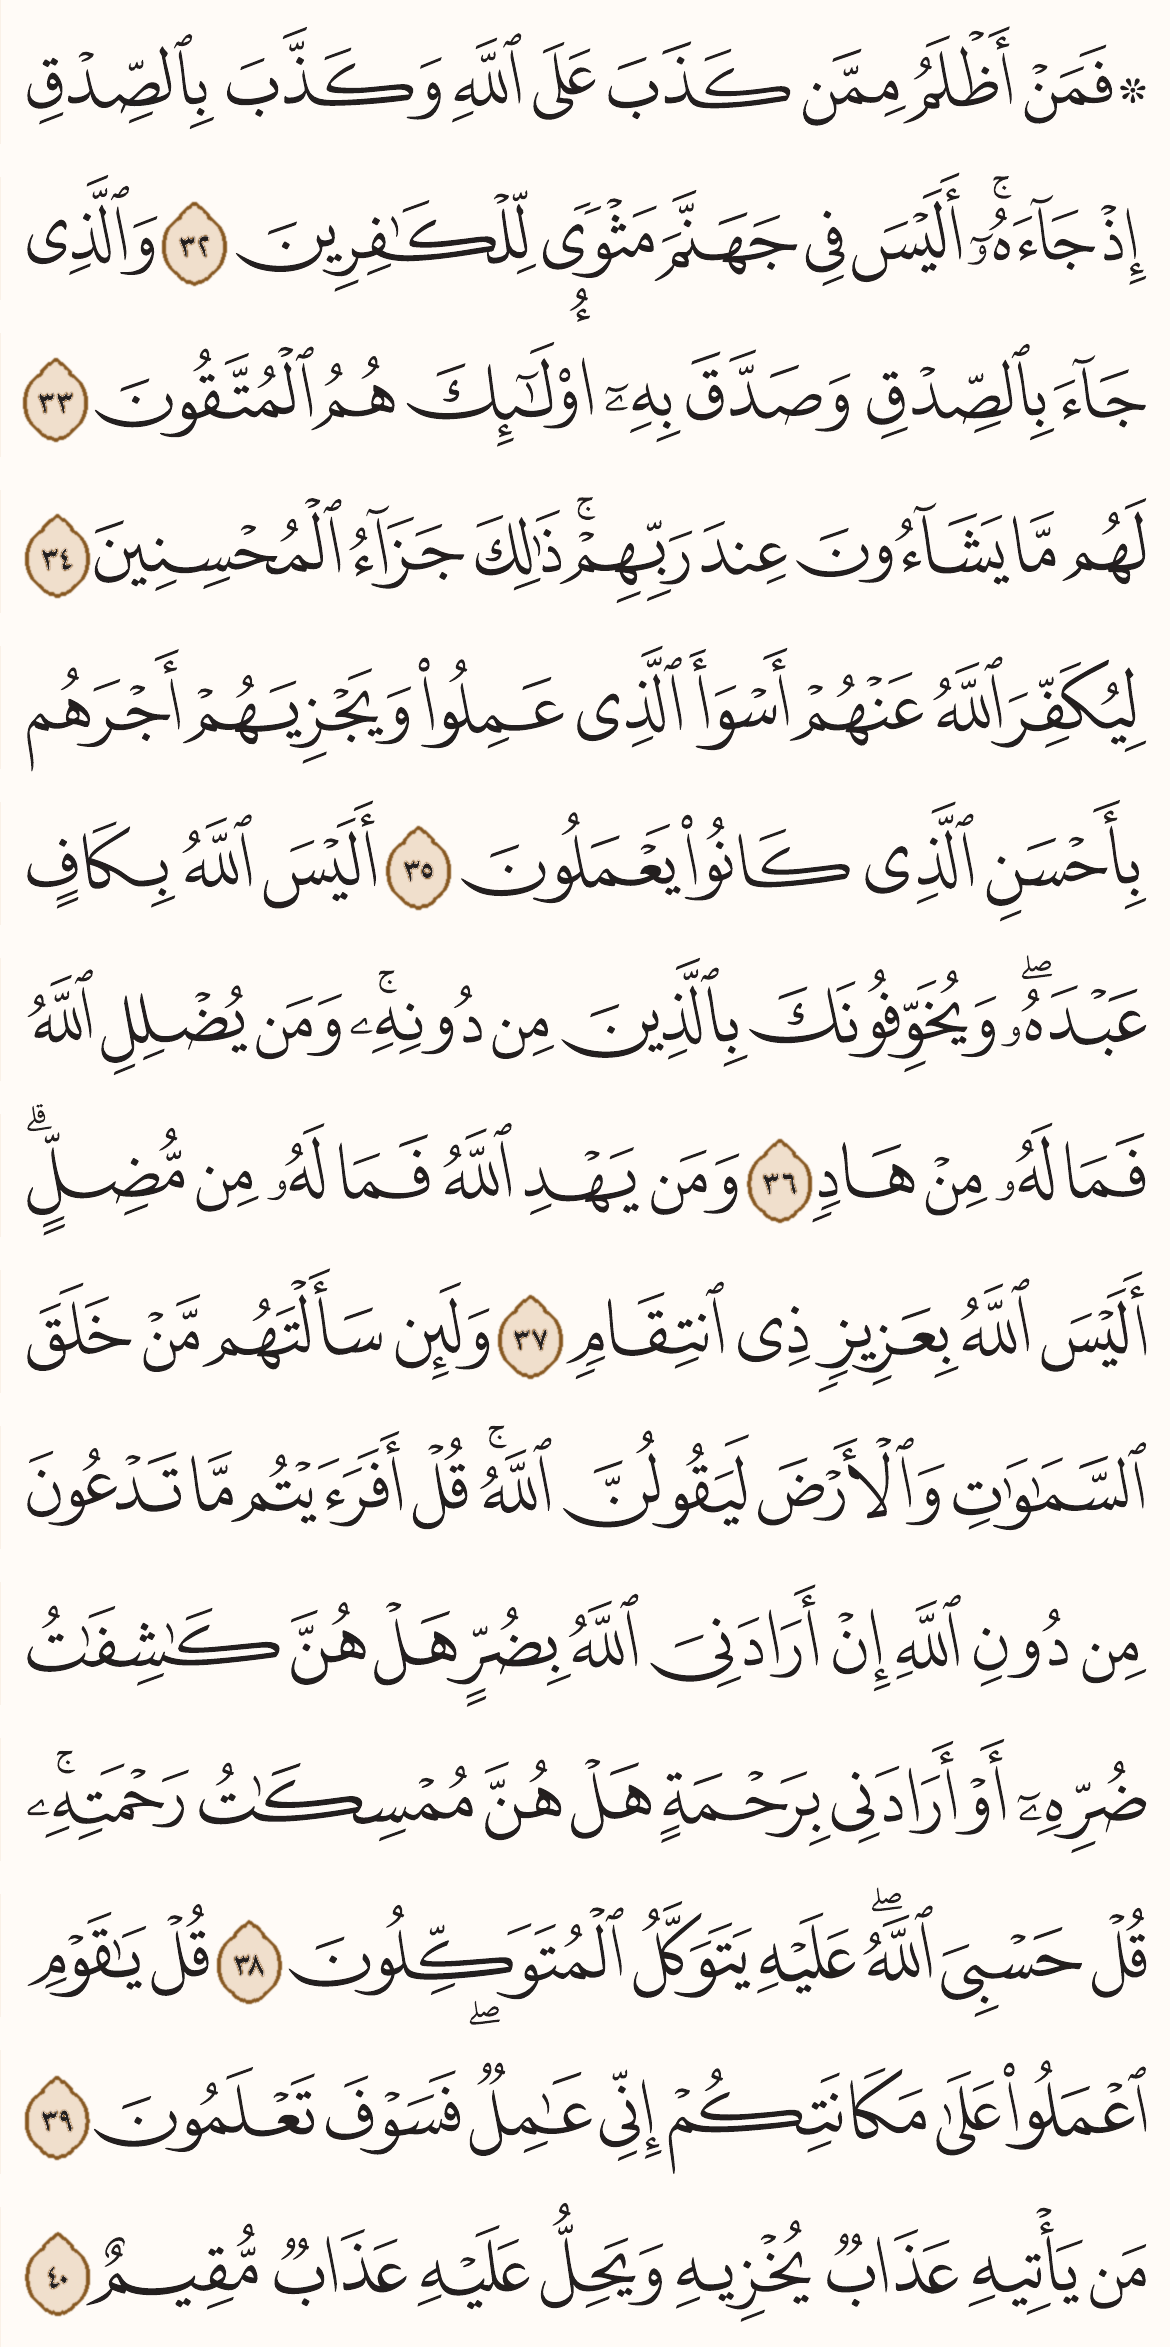 ۞ فَمَنۡ أَظۡلَمُ مِمَّن كَذَبَ عَلَى ٱللَّهِ وَكَذَّبَ بِٱلصِّدۡقِ
إِذۡ جَآءَهُۥٓۚ أَلَيۡسَ فِى جَهَنَّمَ مَثۡوًى لِّلۡكَٰفِرِينَ ٣٢ وَٱلَّذِى
جَآءَ بِٱلصِّدۡقِ وَصَدَّقَ بِهِۦٓ أُوْلَٰٓئِكَ هُمُ ٱلۡمُتَّقُونَ ٣٣
لَهُم مَّا يَشَآءُونَ عِندَ رَبِّهِمۡۚ ذَٰلِكَ جَزَآءُ ٱلۡمُحۡسِنِينَ ٣٤
لِيُكَفِّرَ ٱللَّهُ عَنۡهُمۡ أَسۡوَأَ ٱلَّذِى عَمِلُواْ وَيَجۡزِيَهُمۡ أَجۡرَهُم
بِأَحۡسَنِ ٱلَّذِى كَانُواْ يَعۡمَلُونَ ٣٥ أَلَيۡسَ ٱللَّهُ بِكَافٍ
عَبۡدَهُۥۖ وَيُخَوِّفُونَكَ بِٱلَّذِينَ مِن دُونِهِۦۚ وَمَن يُضۡلِلِ ٱللَّهُ
فَمَا لَهُۥ مِنۡ هَادٍ ٣٦ وَمَن يَهۡدِ ٱللَّهُ فَمَا لَهُۥ مِن مُّضِلٍّۗ
أَلَيۡسَ ٱللَّهُ بِعَزِيزٍ ذِى ٱنتِقَامٍ ٣٧ وَلَئِن سَأَلۡتَهُم مَّنۡ خَلَقَ
ٱلسَّمَٰوَٰتِ وَٱلۡأَرۡضَ لَيَقُولُنَّ ٱللَّهُۚ قُلۡ أَفَرَءَيۡتُم مَّا تَدۡعُونَ
مِن دُونِ ٱللَّهِ إِنۡ أَرَادَنِىَ ٱللَّهُ بِضُرٍّ هَلۡ هُنَّ كَٰشِفَٰتُ
ضُرِّهِۦٓ أَوۡ أَرَادَنِى بِرَحۡمَةٍ هَلۡ هُنَّ مُمۡسِكَٰتُ رَحۡمَتِهِۦۚ
قُلۡ حَسۡبِىَ ٱللَّهُۖ عَلَيۡهِ يَتَوَكَّلُ ٱلۡمُتَوَكِّلُونَ ٣٨ قُلۡ يَٰقَوۡمِ
ٱعۡمَلُواْ عَلَىٰ مَكَانَتِكُمۡ إِنِّى عَٰمِلٌۖ فَسَوۡفَ تَعۡلَمُونَ ٣٩
مَن يَأۡتِيهِ عَذَابٌ يُخۡزِيهِ وَيَحِلُّ عَلَيۡهِ عَذَابٌ مُّقِيمٌ ٤٠